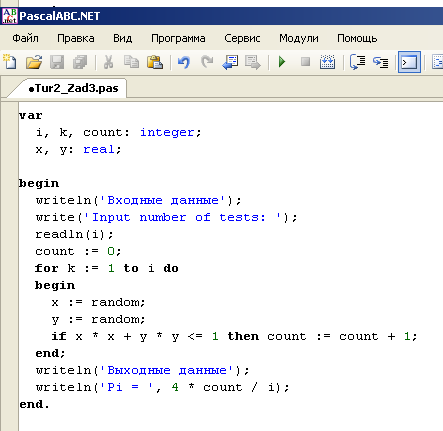 PascalABC.NET
Файл Правка Вид Программа Сервис Модули Помощь
•Tur2_Zad3.pas
var
i, k, count: integer;
x, y: real;
begin
writeln('Входные данные');
write('Input number of tests: ');
readln(i);
count := 0;
for k := 1 to i do
begin
x := random;
y := random;
if x * x + y * y <= 1 then count := count + 1;
end;
writeln('Выходные данные');
writeln('Pi = ', 4 * count / i);
end.